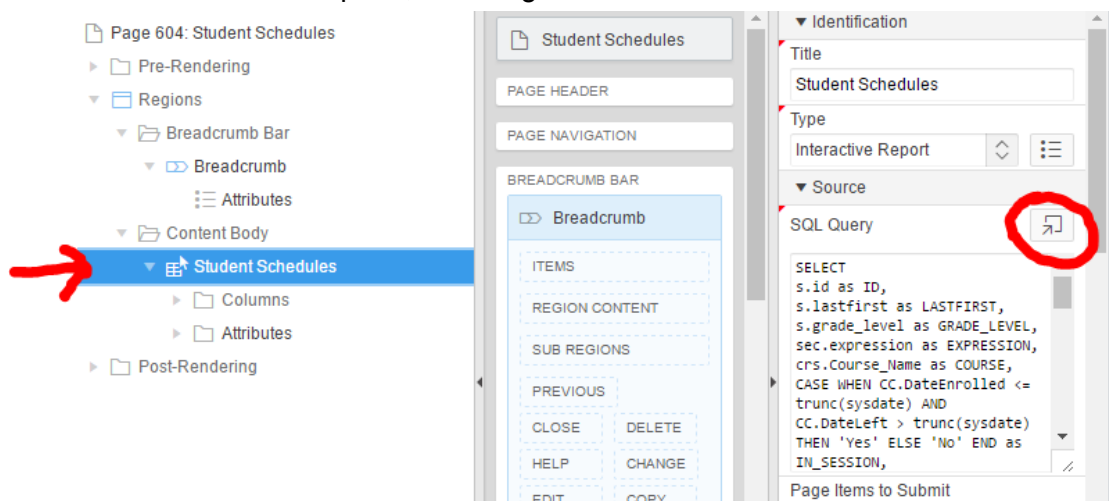 Page 604: Student Schedules
Pre-Rendering
Regions
Breadcrumb Bar
Breadcrumb
Attributes
Content Body
Student Schedules
Columns
Attributes
Post-Rendering
Student Schedules
PAGE HEADER
PAGE NAVIGATION
BREADCRUMB BAR
Breadcrumb
ITEMS
REGION CONTENT
SUB REGIONS
PREVIOUS
CLOSE DELETE
HELP CHANGE
EDIT COPY
Identification
Title
Student Schedules
Type
Interactive Report
Source
SQL Query
SELECT
s.id as ID,
s.lastfirst as LASTFIRST,
s.grade_level as GRADE_LEVEL,
sec.expression as EXPRESSION,
crs.Course_Name as COURSE,
CASE WHEN CC.DateEnrolled <=
trunc(sysdate) AND
CC.DateLeft > trunc(sysdate)
THEN 'Yes' ELSE 'No' END as
IN_SESSION,
Page Items to Submit